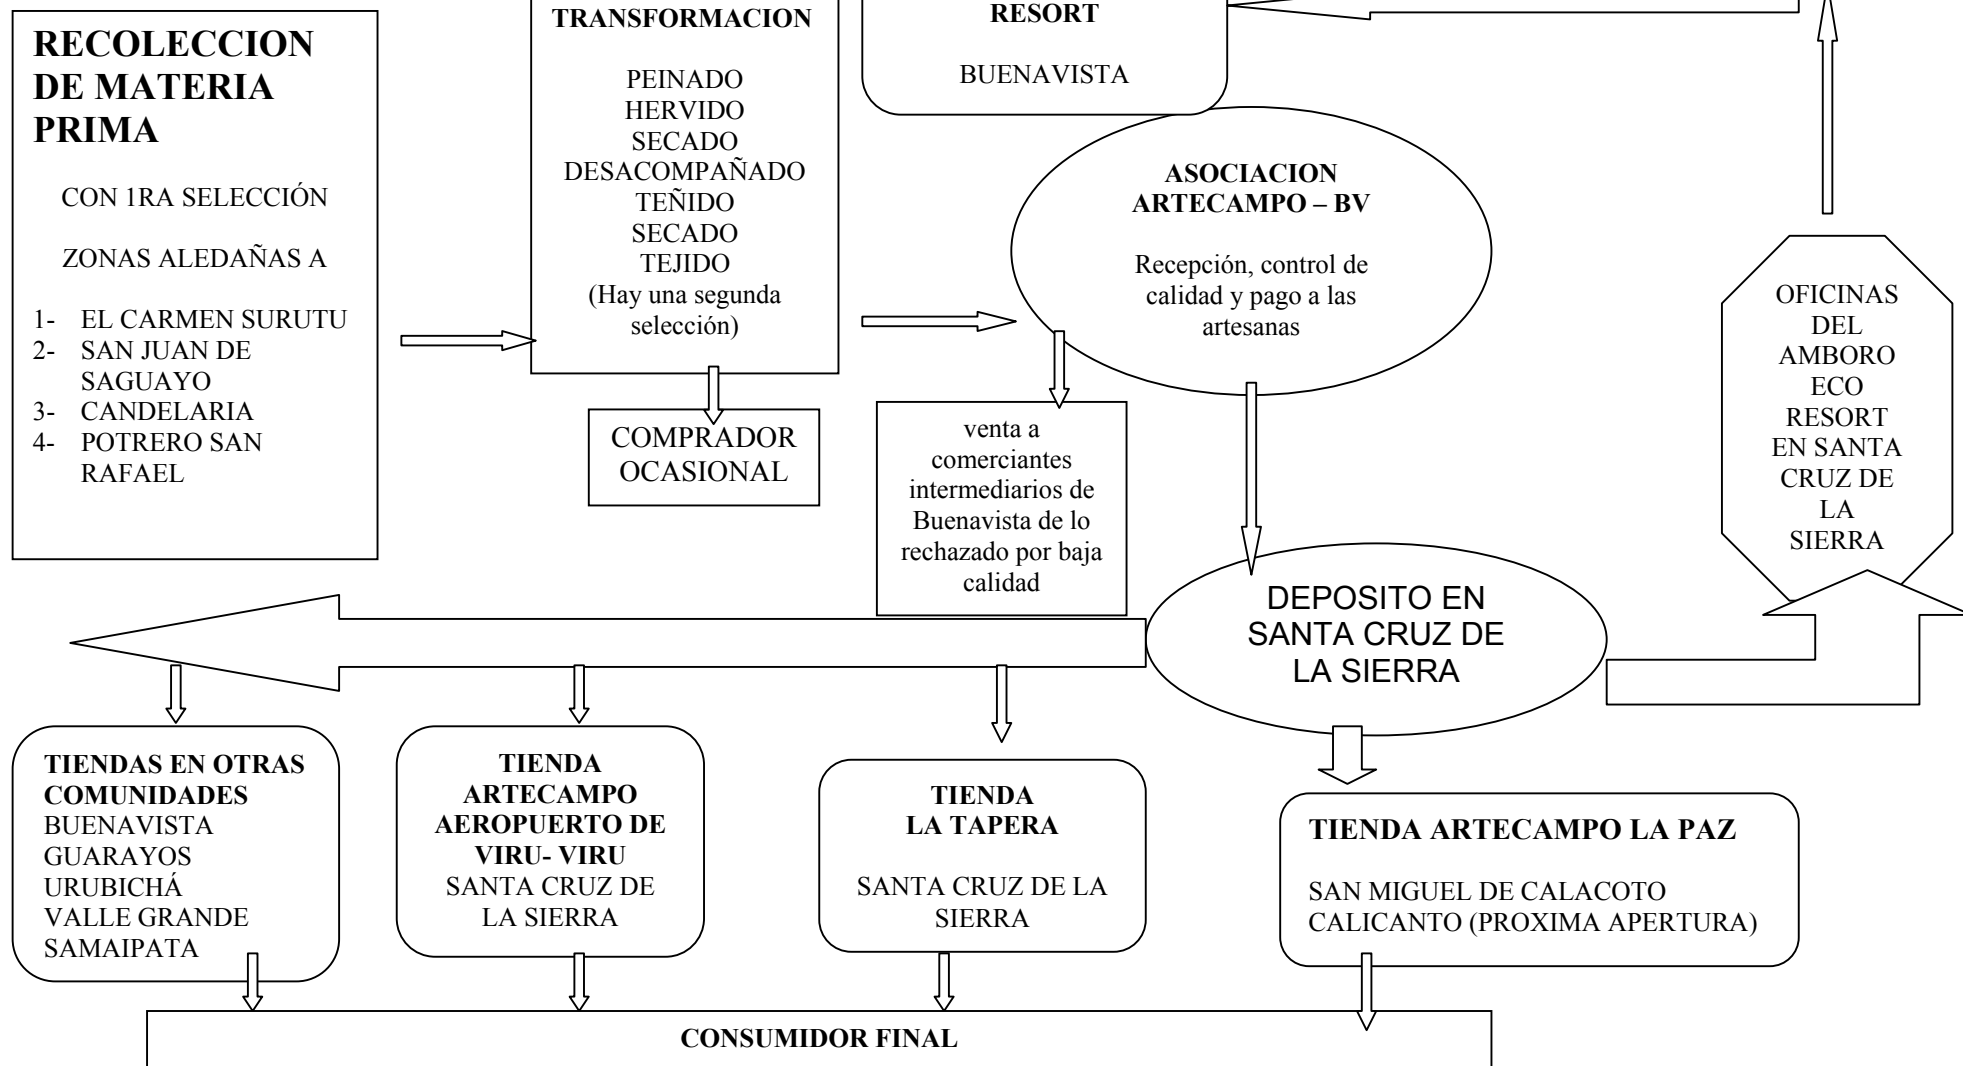 RECOLECCION
DE MATERIA
PRIMA
CON 1RA SELECCIÓN
ZONAS ALEDAÑAS A
1- EL CARMEN SURUTU
2- SAN JUAN DE
SAGUAYO
3- CANDELARIA
4- POTRERO SAN
RAFAEL
TRANSFORMACION
PEINADO
HERVIDO
SECADO
DESACOMPAÑADO
TEÑIDO
SECADO
TEJIDO
(Hay una segunda
selección)
COMPRADOR
OCASIONAL
RESORT
BUENAVISTA
ASOCIACION
ARTECAMPO – BV
Recepción, control de
calidad y pago a las
artesanas
venta a
comerciantes
intermediarios de
Buenavista de lo
rechazado por baja
calidad
OFICINAS
DEL
AMBORO
ECO
RESORT
EN SANTA
CRUZ DE
LA
SIERRA
DEPOSITO EN
SANTA CRUZ DE
LA SIERRA
TIENDAS EN OTRAS
COMUNIDADES
BUENAVISTA
GUARAYOS
URUBICHÁ
VALLE GRANDE
SAMAIPATA
TIENDA
ARTECAMPO
AEROPUERTO DE
VIRU- VIRU
SANTA CRUZ DE
LA SIERRA
TIENDA
LA TAPERA
SANTA CRUZ DE LA
SIERRA
TIENDA ARTECAMPO LA PAZ
SAN MIGUEL DE CALACOTO
CALICANTO (PROXIMA APERTURA)
CONSUMIDOR FINAL